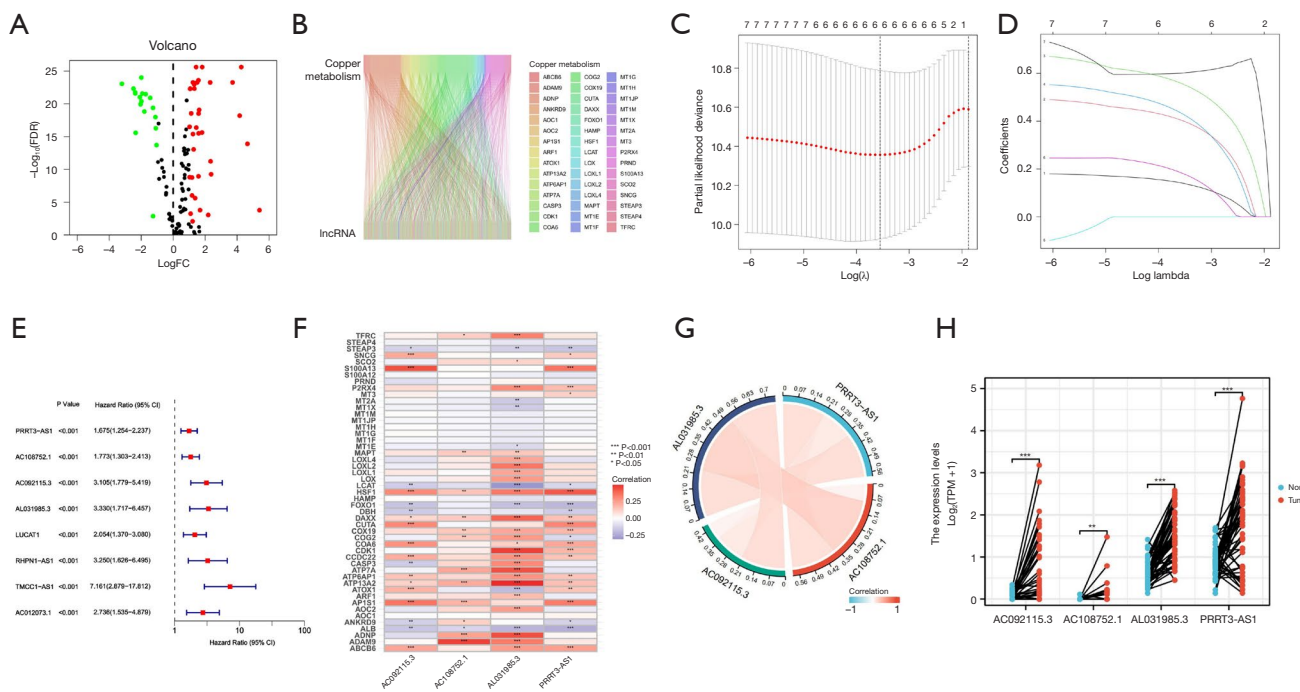 A
Volcano
25
20
15
10
5
0
−Log10(FDR)
−6 −4 −2 0 2 4 6
LogFC
B
Copper metabolism
lncRNA
Copper metabolism
ABCB6 COG2 MT1G
ADAM9 COX19 MT1H
ADNP CUTA MT1JP
ANKRD9 DAXX MT1M
AOC1 FOXO1 MT1X
AOC2 HAMP MT2A
AP1S1 HSF1 MT3
ARF1 LCAT P2RX4
ATOX1 LOX PRND
ATP13A2 LOXL1 S100A13
ATP6AP1 LOXL2 SCO2
ATP7A LOXL4 SNCG
CASP3 MAPT STEAP3
CDK1 MT1E STEAP4
COA6 MT1F TFRC
C
7 7 7 7 7 7 7 7 6 6 6 6 6 6 6 6 6 5 2 1
10.8
10.6
10.4
10.2
10.0
Partial likelihood deviance
−6 −5 −4 −3 −2
Log(λ)
D
7 7 6 6 2
0.6
0.4
0.2
0.0
Coefficients
−6 −5 −4 −3 −2
Log lambda
E
P Value Hazard Ratio (95% CI)
PRRT3−AS1 <0.001 1.675(1.254−2.237)
AC108752.1 <0.001 1.773(1.303−2.413)
AC092115.3 <0.001 3.105(1.779−5.419)
AL031985.3 <0.001 3.330(1.717−6.457)
LUCAT1 <0.001 2.054(1.370−3.080)
RHPN1−AS1 <0.001 3.250(1.626−6.495)
TMCC1−AS1 <0.001 7.161(2.879−17.812)
AC012073.1 <0.001 2.736(1.535−4.879)
1 10 100
Hazard Ratio (95% CI)
F
TFRC
STEAP4
STEAP3
SNCG
SCO2
S100A13
S100A12
PRND
P2RX4
MT3
MT2A
MT1X
MT1M
MT1JP
MT1H
MT1G
MT1F
MT1E
MAPT
LOXL4
LOXL2
LOXL1
LOX
LCAT
HSF1
HAMP
FOXO1
DBH
DAXX
CUTA
COX19
COG2
COA6
CDK1
CCDC22
CASP3
ATP7A
ATP6AP1
ATP13A2
ATOX1
ARF1
AP1S1
AOC2
AOC1
ANKRD9
ALB
ADNP
ADAM9
ABCB6
AC092115.3 AC108752.1 AL031985.3 PRRT3−AS1
*** P<0.001
** P<0.01
* P<0.05
Correlation
0.25
0.00
−0.25
G
AL031985.3
PRRT3−AS1
AC092115.3
AC108752.1
Correlation
−1 1
H
The expression levels
Log2(TPM + 1)
5
4
3
2
1
0
*** ** *** ***
AC092115.3 AC108752.1 AL031985.3 PRRT3−AS1
Nor
Tum